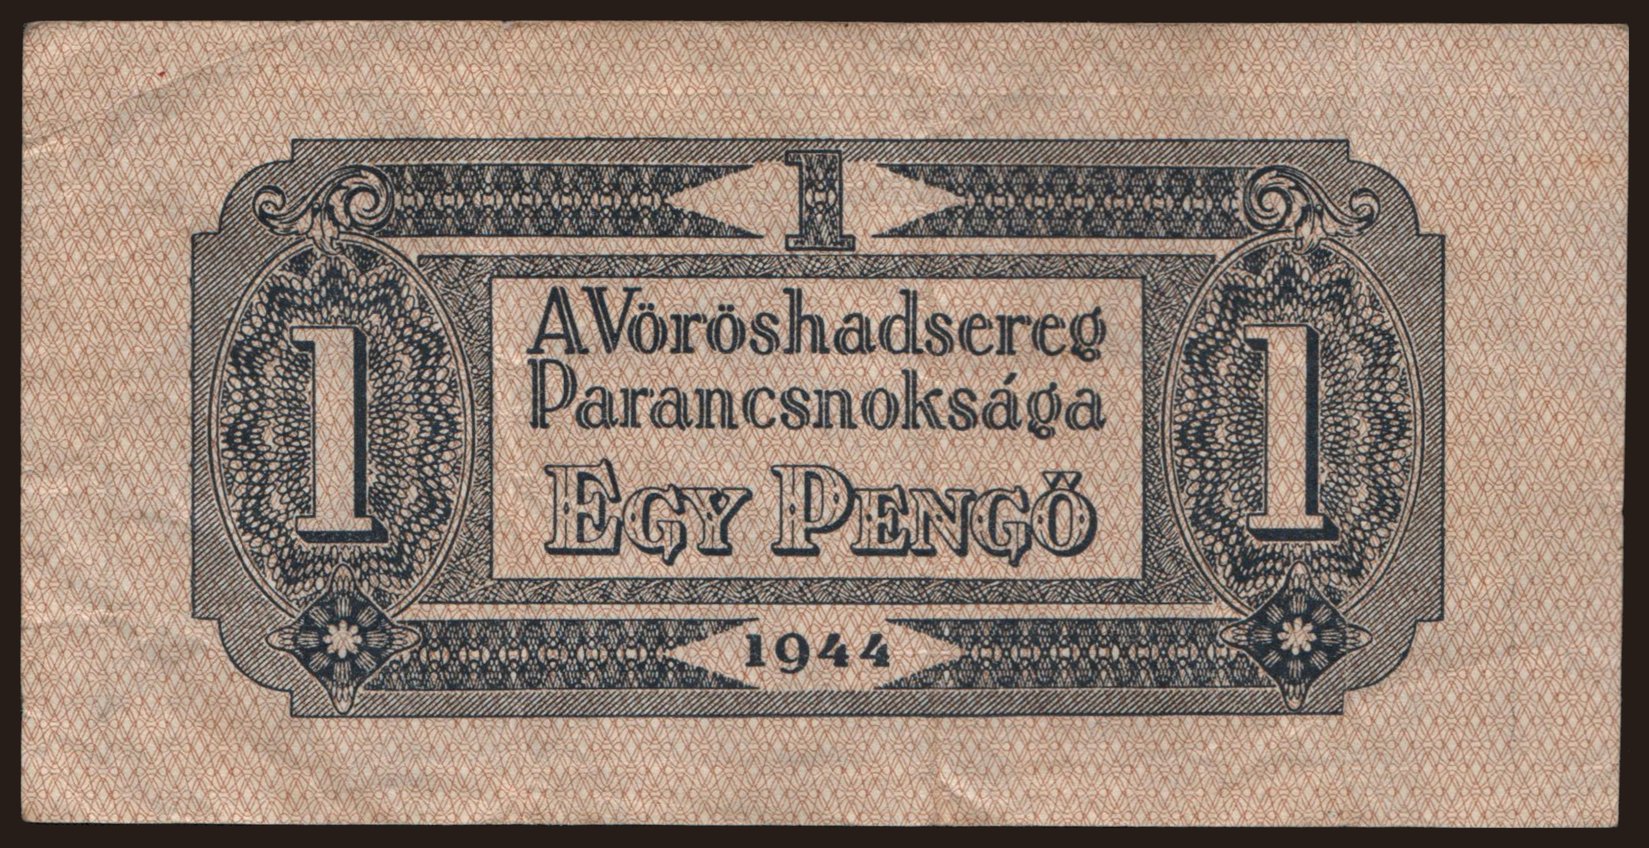 1
A Vöröshadsereg
Parancsnoksága
1 1
EGY PENGŐ
1944